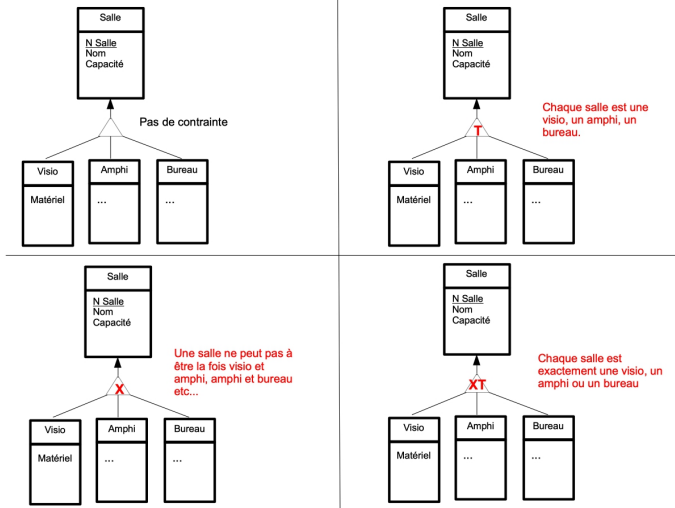 Salle
N Salle
Nom
Capacité
Pas de contrainte
Visio
Amphi
Bureau
Matériel
...
...
Salle
N Salle
Nom
Capacité
Chaque salle est une
visio, un amphi, un
bureau.
T
Visio
Amphi
Bureau
Matériel
...
...
Salle
N Salle
Nom
Capacité
Une salle ne peut pas à
être la fois visio et
amphi, amphi et bureau
etc...
X
Visio
Amphi
Bureau
Matériel
...
...
Salle
N Salle
Nom
Capacité
Chaque salle est
exactement une visio, un
amphi ou un bureau
XT
Visio
Amphi
Bureau
Matériel
...
...